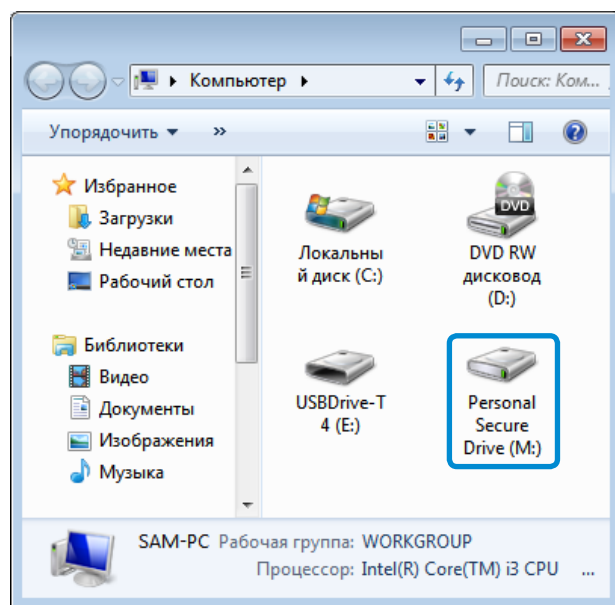 Компьютер
Поиск: Ком...
Упорядочить
»
Избранное
Загрузки
Недавние места
Рабочий стол
Библиотеки
Видео
Документы
Изображения
Музыка
Локальны
й диск (C:)
DVD
DVD RW
дисковод
(D:)
USBDrive-T
4 (E:)
Personal
Secure
Drive (M:)
SAM-PC Рабочая группа: WORKGROUP
Процессор: Intel(R) Core(TM) i3 CPU ...